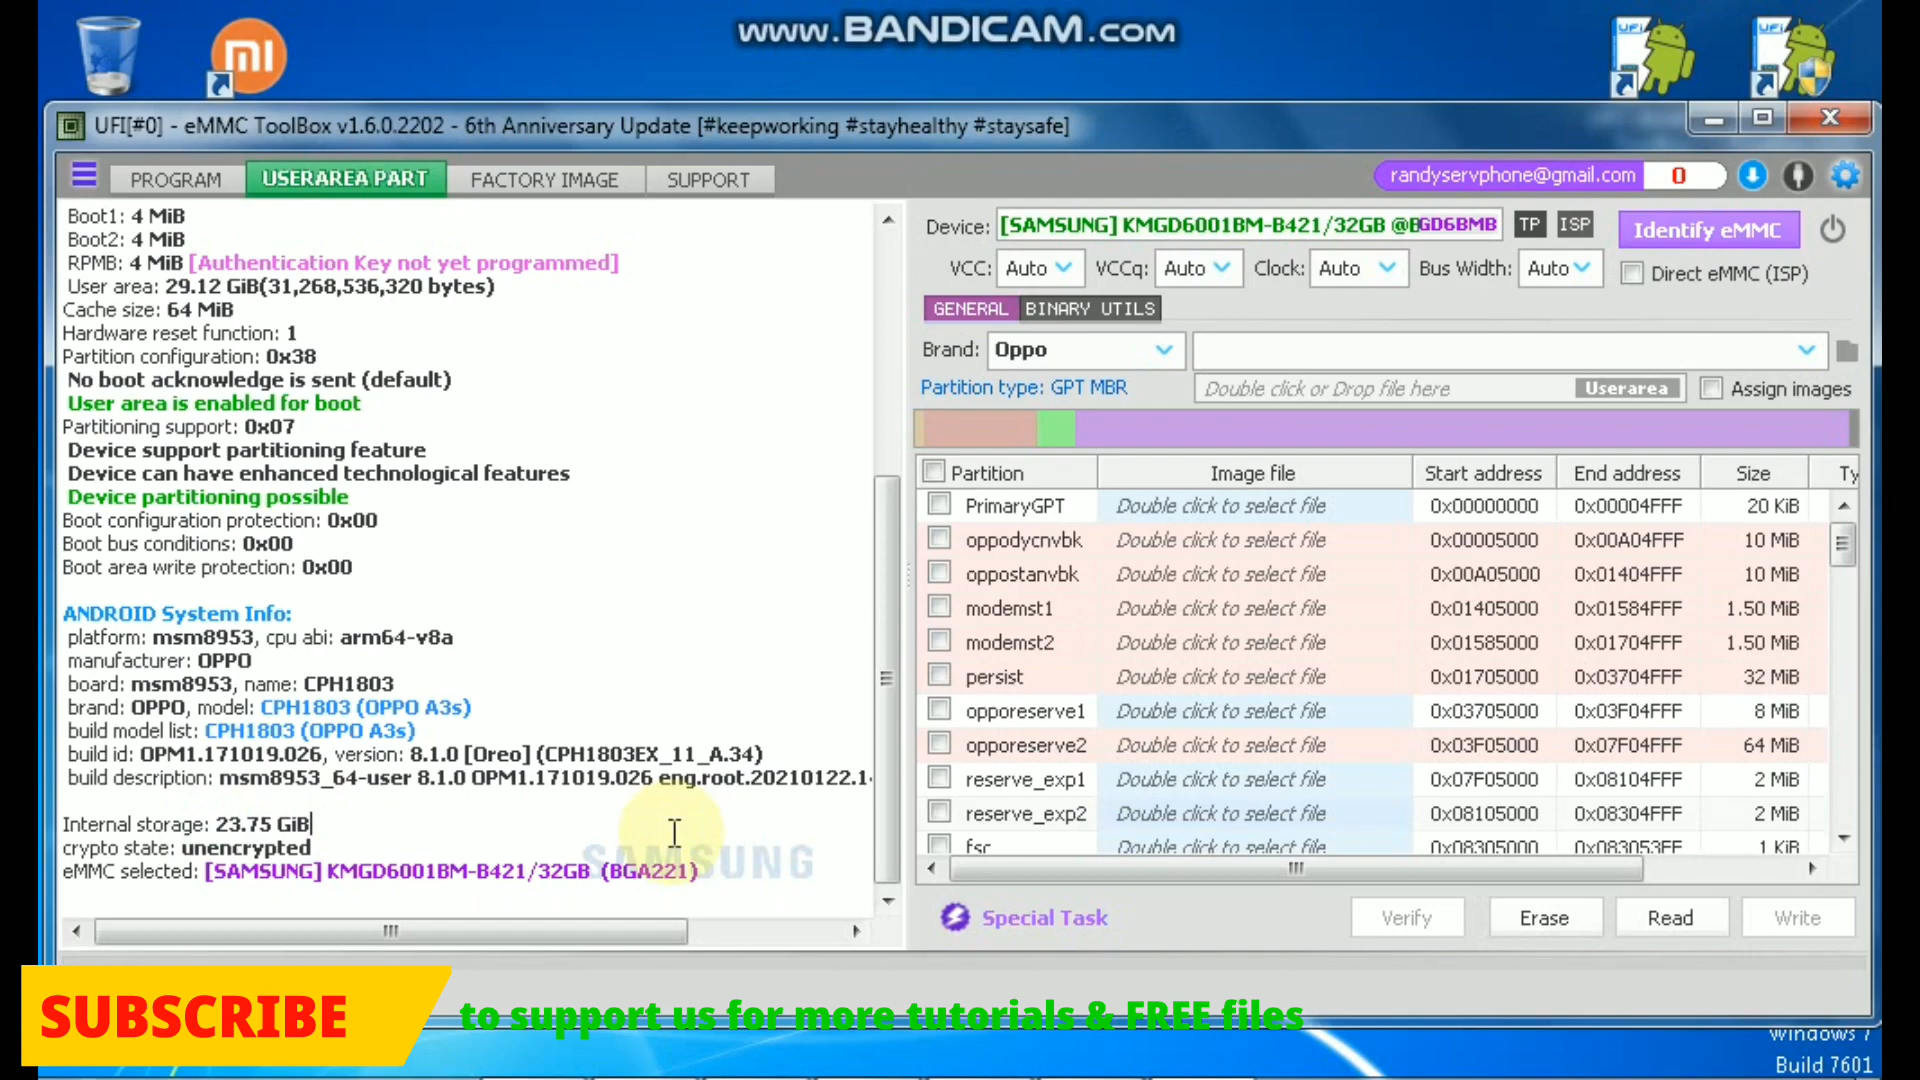 www.BANDICAM.com
UFI[#0] - eMMC ToolBox v1.6.0.2202 - 6th Anniversary Update [#keepworking #stayhealthy #staysafe]
PROGRAM USERAREA PART FACTORY IMAGE SUPPORT
randyservphone@gmail.com 0
Boot1: 4 MiB
Boot2: 4 MiB
RPMB: 4 MiB [Authentication Key not yet programmed]
User area: 29.12 GiB(31,268,536,320 bytes)
Cache size: 64 MiB
Hardware reset function: 1
Partition configuration: 0x38
No boot acknowledge is sent (default)
User area is enabled for boot
Partitioning support: 0x07
Device support partitioning feature
Device can have enhanced technological features
Device partitioning possible
Boot configuration protection: 0x00
Boot bus conditions: 0x00
Boot area write protection: 0x00
ANDROID System Info:
platform: msm8953, cpu abi: arm64-v8a
manufacturer: OPPO
board: msm8953, name: CPH1803
brand: OPPO, model: CPH1803 (OPPO A3s)
build model list: CPH1803 (OPPO A3s)
build id: OPM1.171019.026, version: 8.1.0 [Oreo] (CPH1803EX_11_A.34)
build description: msm8953_64-user 8.1.0 OPM1.171019.026 eng.root.20210122.1
Internal storage: 23.75 GiB
crypto state: unencrypted
eMMC selected: [SAMSUNG] KMGD6001BM-B421/32GB (BGA221)
SAMSUNG
Device: [SAMSUNG] KMGD6001BM-B421/32GB @B GD6BMB TP ISP Identify eMMC
VCC: Auto VCCq: Auto Clock: Auto Bus Width: Auto Direct eMMC (ISP)
GENERAL BINARY UTILS
Brand: Oppo
Partition type: GPT MBR Double click or Drop file here Userarea Assign images
Partition Image file Start address End address Size Ty
PrimaryGPT Double click to select file 0x00000000 0x00004FFF 20 KiB
oppodycnvbk Double click to select file 0x00005000 0x00A04FFF 10 MiB
oppostanvbk Double click to select file 0x00A05000 0x01404FFF 10 MiB
modemst1 Double click to select file 0x01405000 0x01584FFF 1.50 MiB
modemst2 Double click to select file 0x01585000 0x01704FFF 1.50 MiB
persist Double click to select file 0x01705000 0x03704FFF 32 MiB
opporeserve1 Double click to select file 0x03705000 0x03F04FFF 8 MiB
opporeserve2 Double click to select file 0x03F05000 0x07F04FFF 64 MiB
reserve_exp1 Double click to select file 0x07F05000 0x08104FFF 2 MiB
reserve_exp2 Double click to select file 0x08105000 0x08304FFF 2 MiB
fsc Double click to select file 0x08305000 0x083053FF 1 KiB
Special Task Verify Erase Read Write
SUBSCRIBE to support us for more tutorials & FREE files
Windows 7
Build 7601